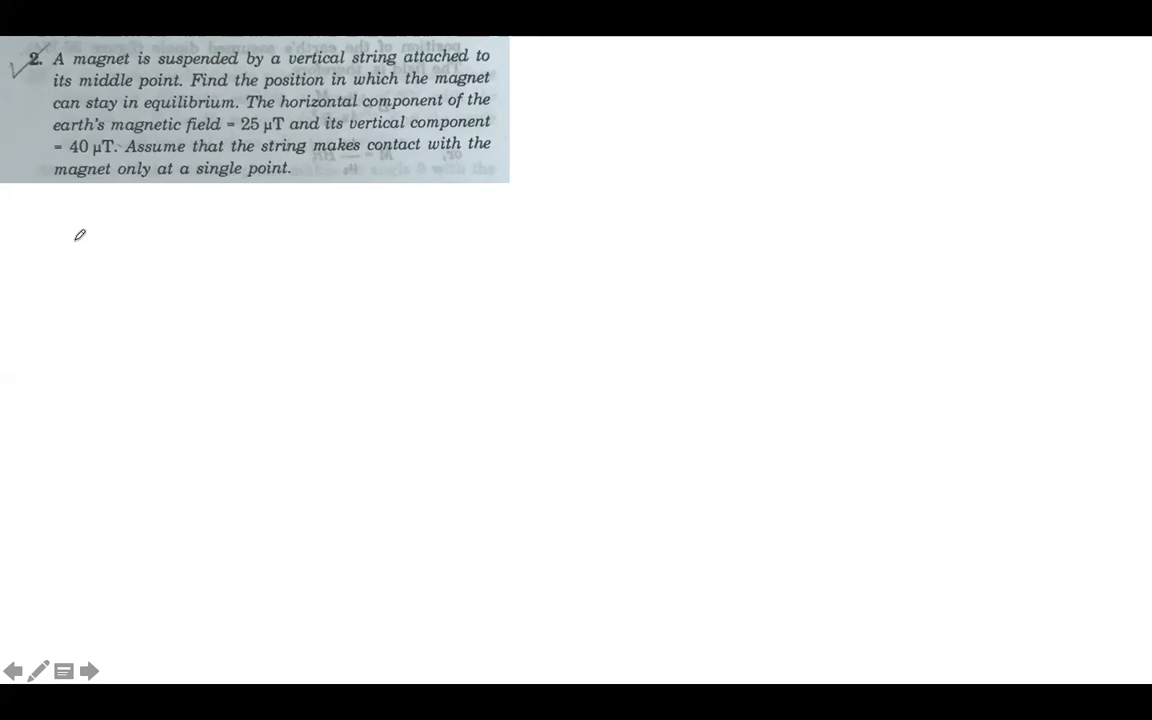 2. A magnet is suspended by a vertical string attached to
its middle point. Find the position in which the magnet
can stay in equilibrium. The horizontal component of the
earth's magnetic field = 25 μT and its vertical component
= 40 μT. Assume that the string makes contact with the
magnet only at a single point.